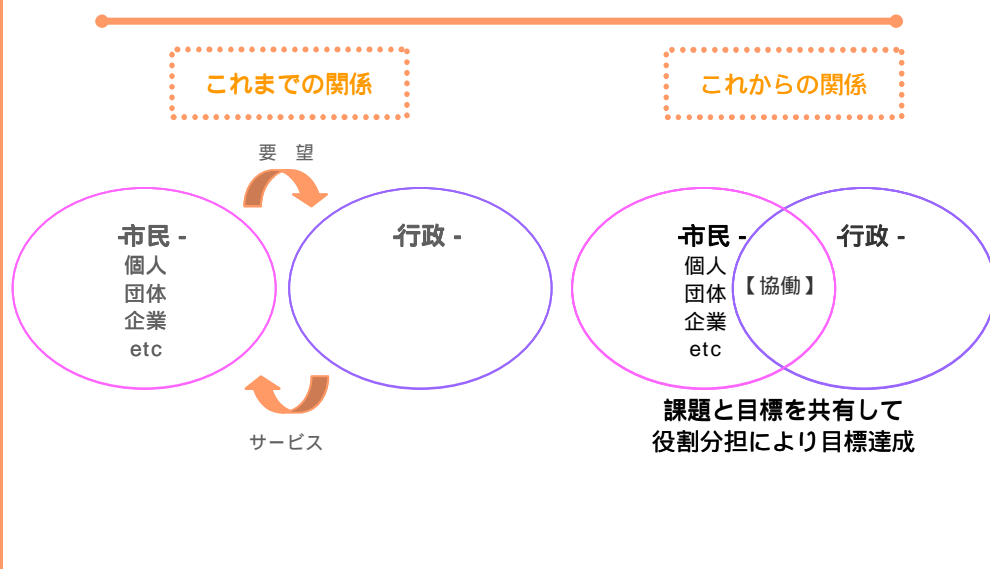 これまでの関係
要　望
-市民 -
個人
団体
企業
etc
-行政 -
サービス
これからの関係
-市民 -
個人
団体
企業
etc
【 協働 】
-行政 -
課題と目標を共有して
役割分担により目標達成